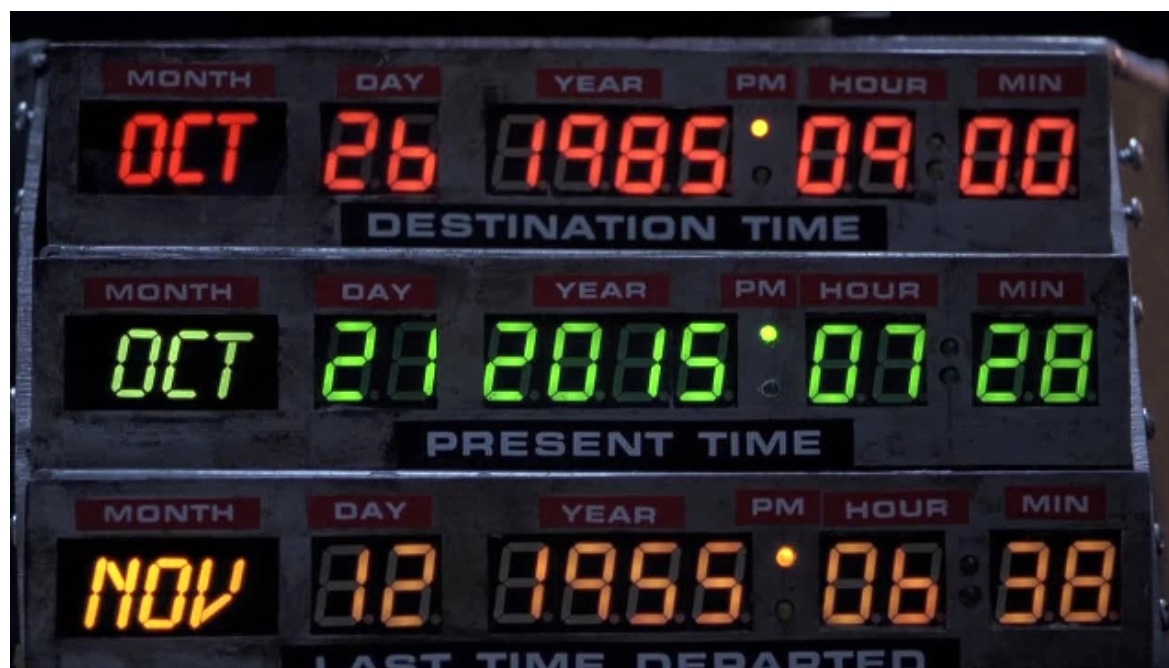 MONTH DAY YEAR PM HOUR MIN
OCT 26 1985 09 00
DESTINATION TIME
MONTH DAY YEAR PM HOUR MIN
OCT 21 2015 07 28
PRESENT TIME
MONTH DAY YEAR PM HOUR MIN
NOV 12 1955 06 38
LAST TIME DEPARTED